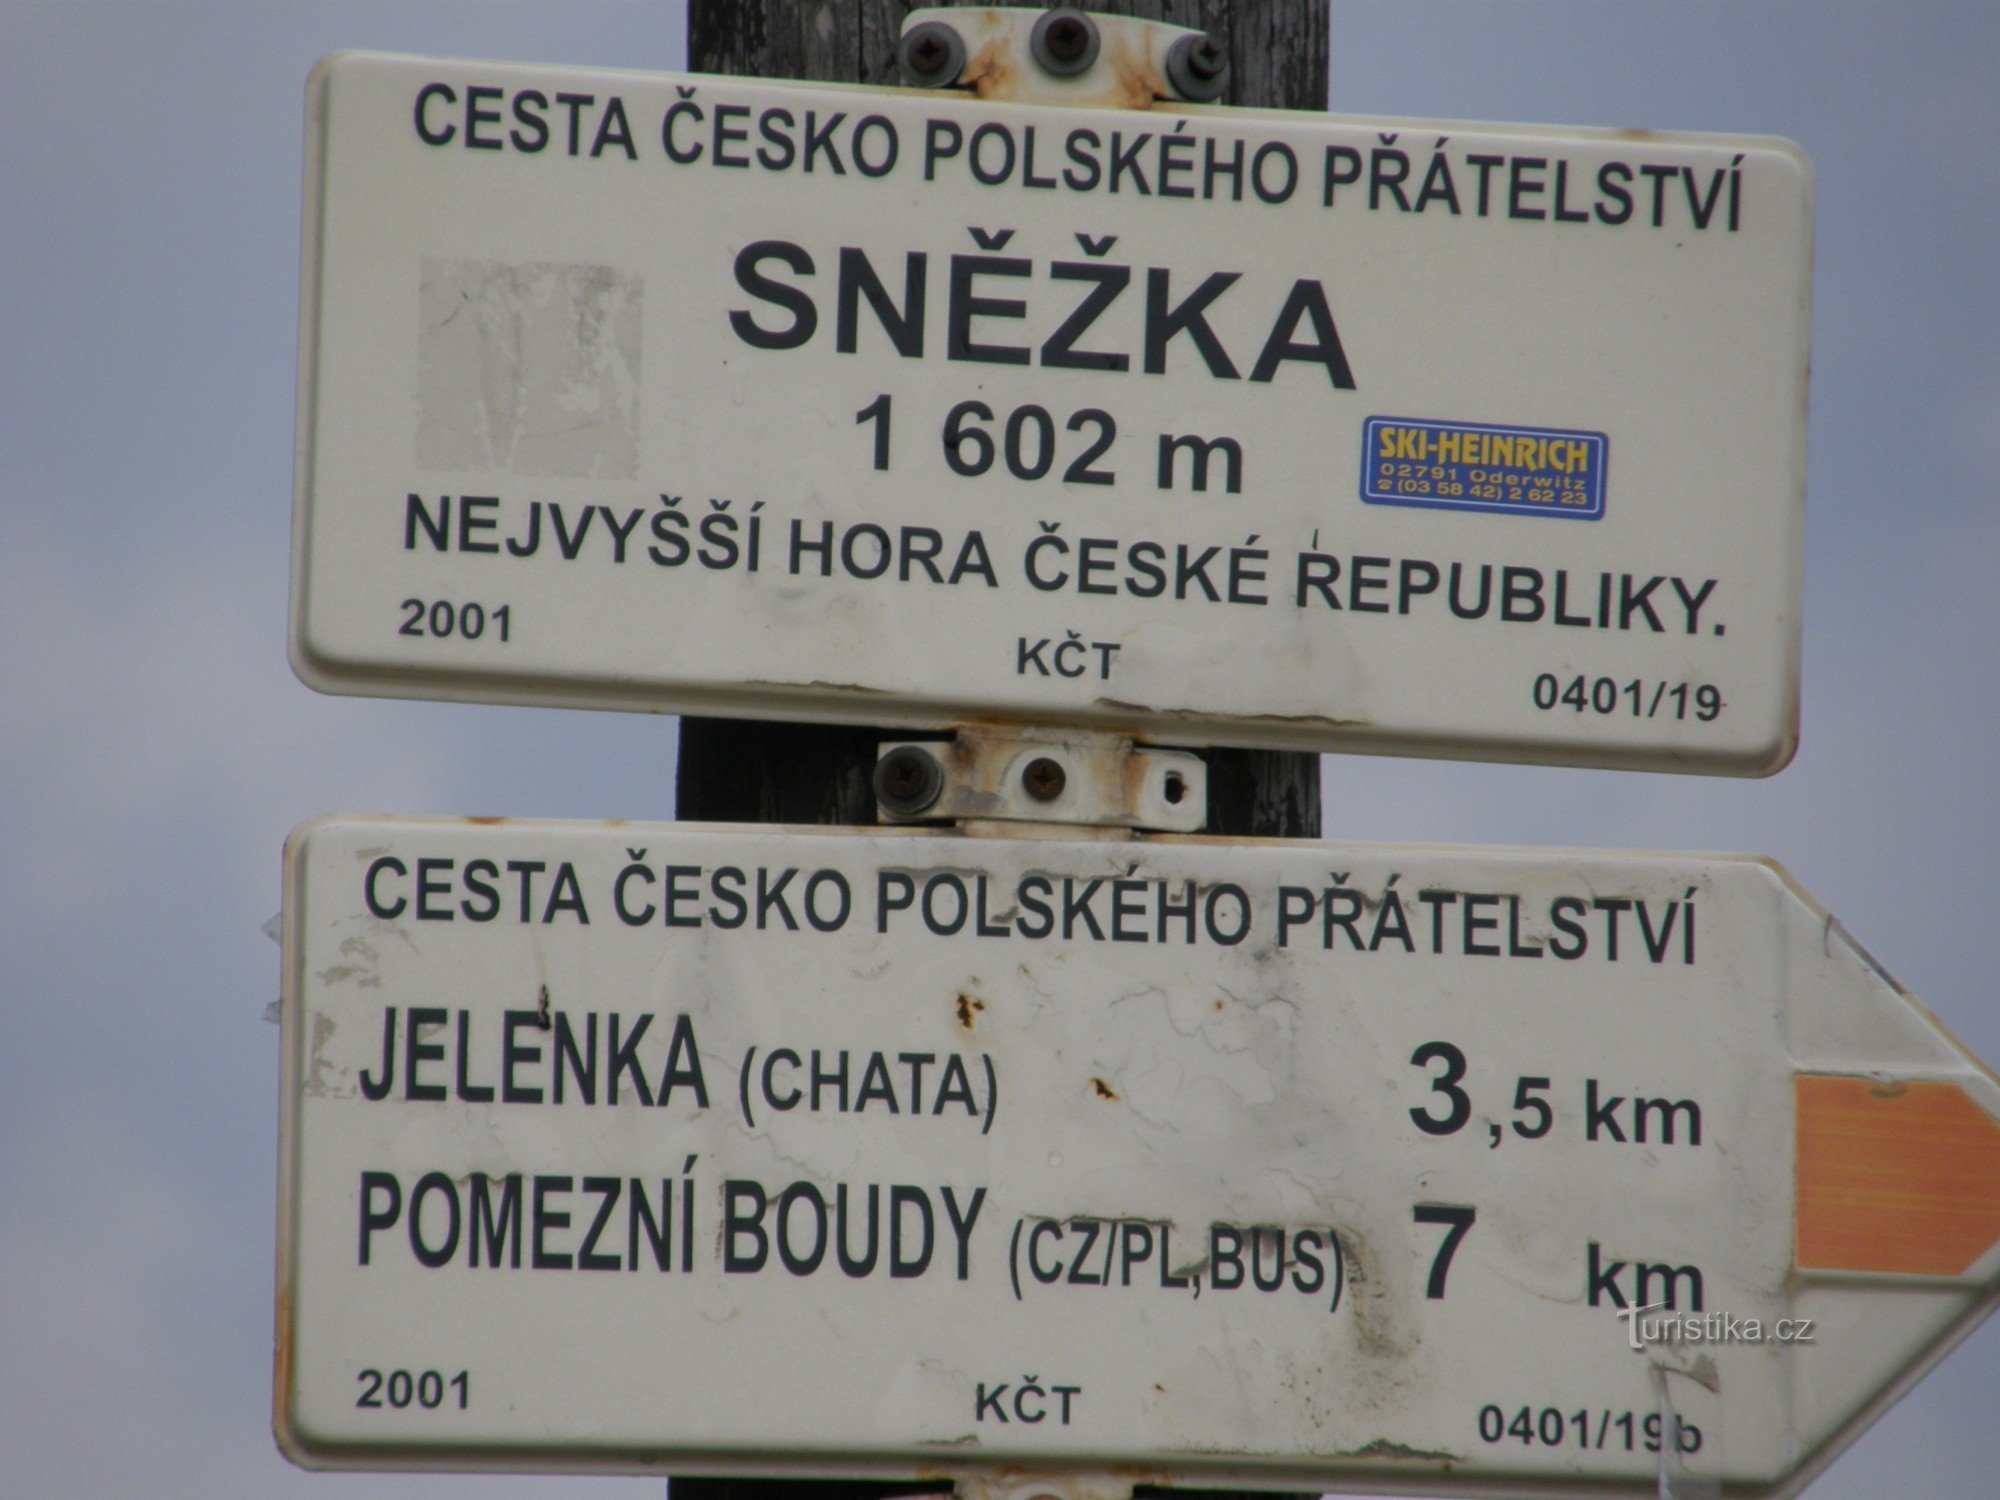 CESTA ČESKO POLSKÉHO PŘÁTELSTVÍ
SNĚŽKA
1 602 m
SKI-HEINRICH
02791 Oderwitz
☎ (03 58 42) 2 62 23
NEJVYŠŠÍ HORA ČESKÉ REPUBLIKY.
2001 KČT 0401/19
CESTA ČESKO POLSKÉHO PŘÁTELSTVÍ
JELENKA (CHATA) 3,5 km
POMEZNÍ BOUDY (CZ/PL,BUS) 7 km
Turistika.cz
2001 KČT 0401/19b